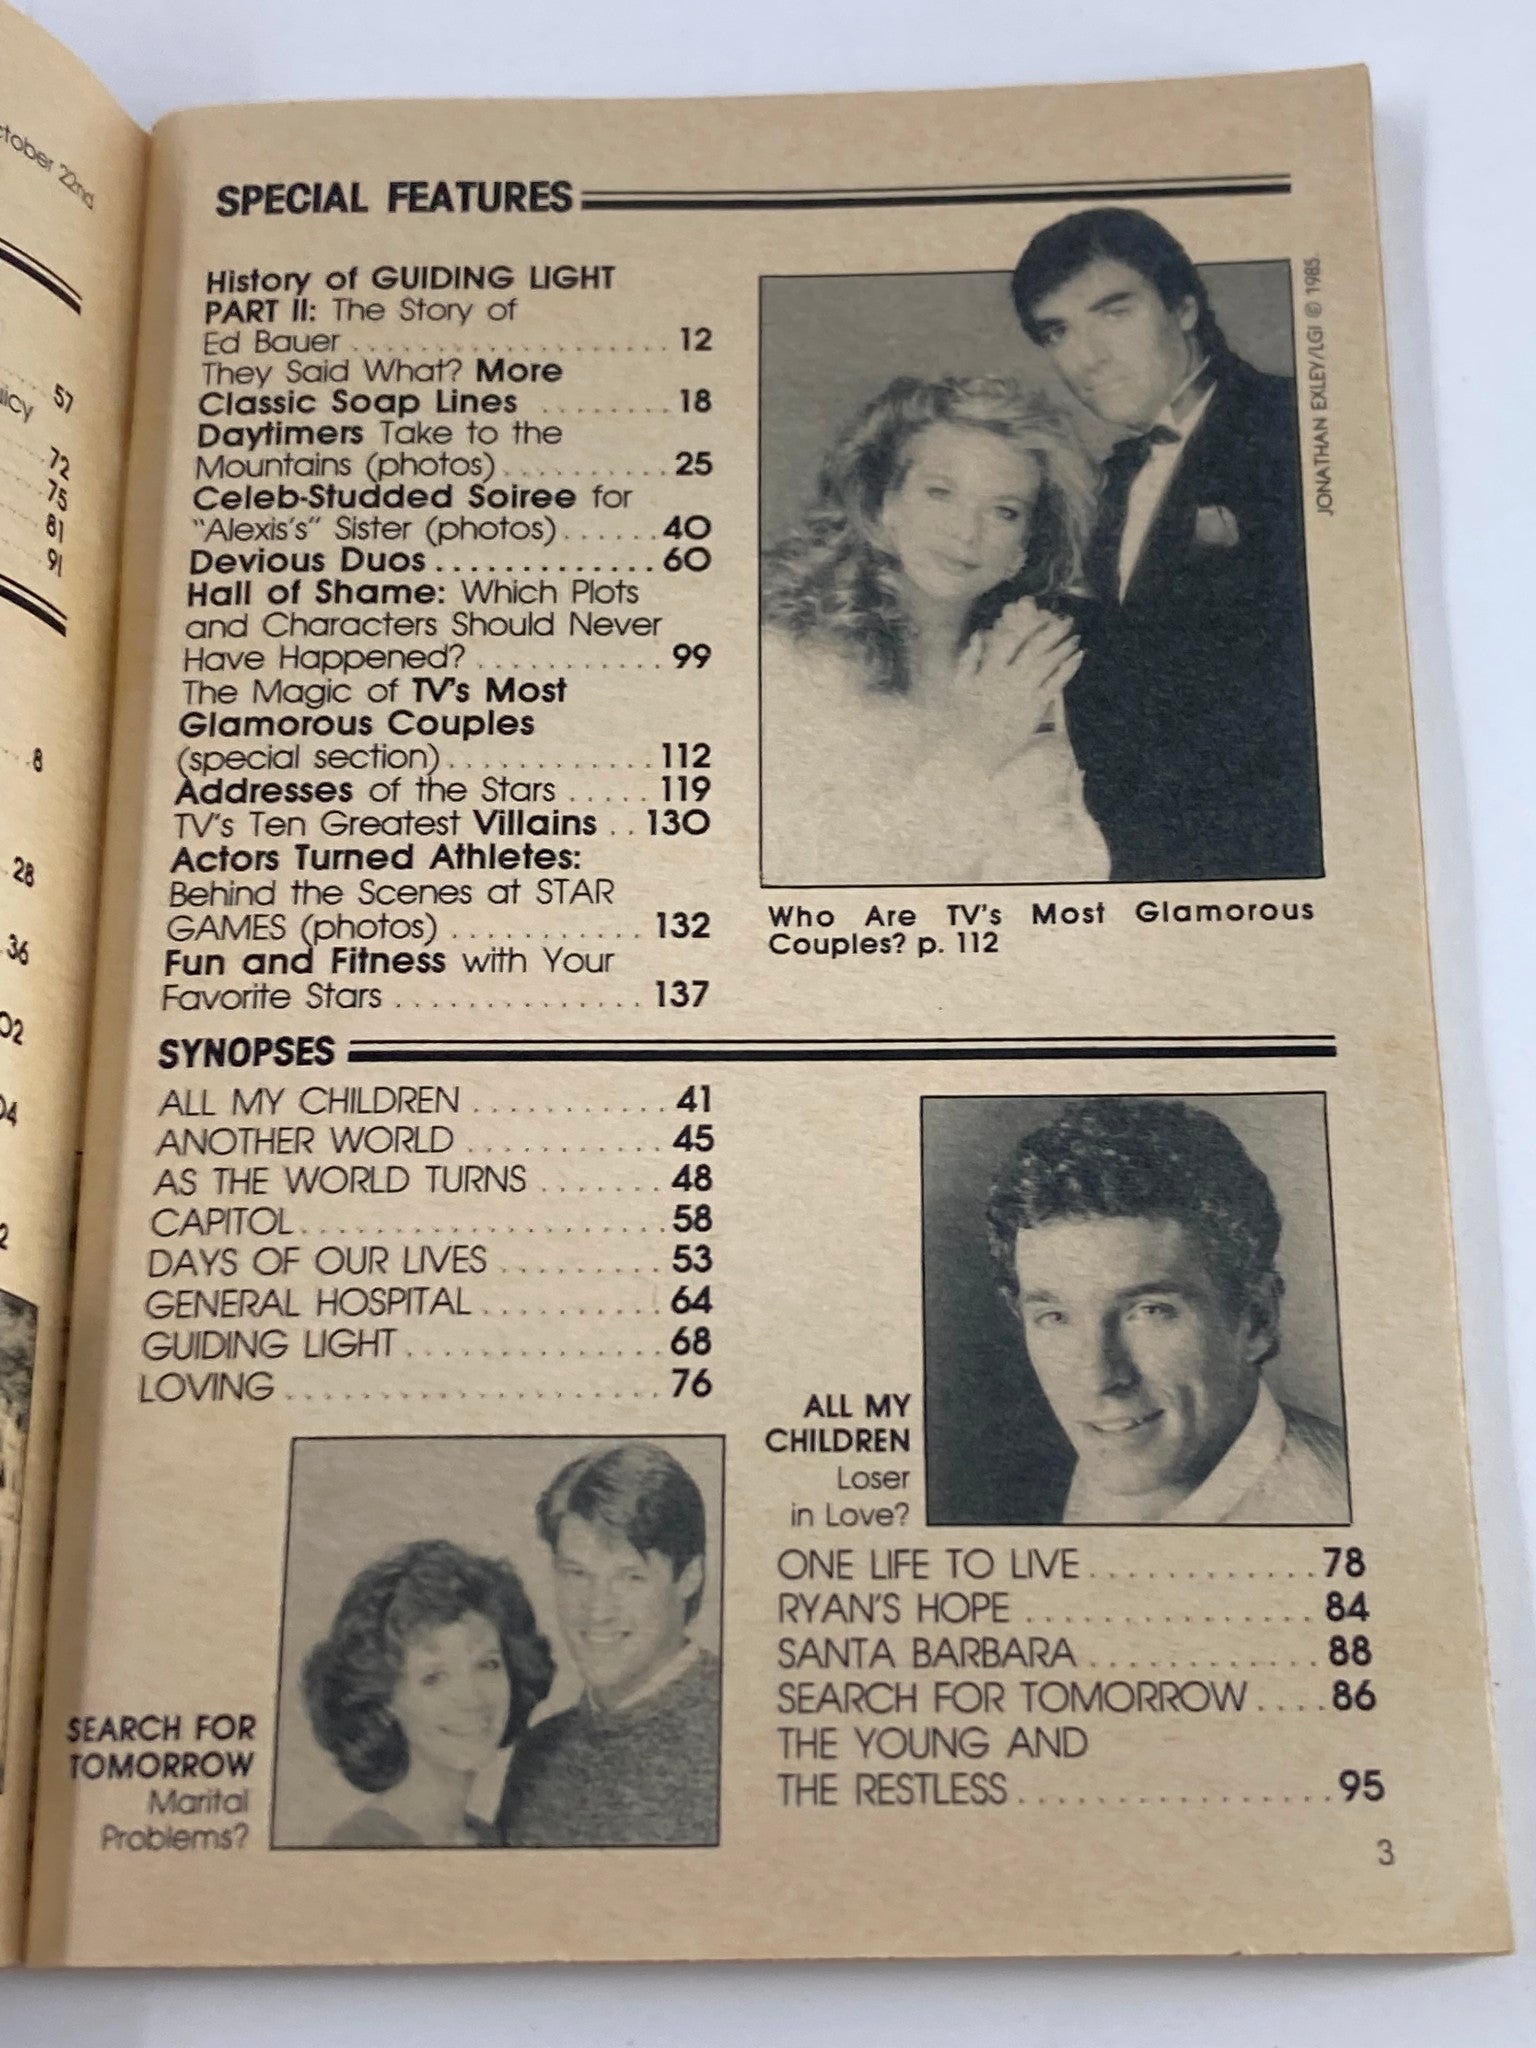 ctober 22nd
57
uicy
72
75
81
91
8
28
36
02
04
2
SPECIAL FEATURES
History of GUIDING LIGHT
PART II: The Story of
Ed Bauer .................... 12
They Said What? More
Classic Soap Lines ........ 18
Daytimers Take to the
Mountains (photos) .......... 25
Celeb-Studded Soiree for
"Alexis's" Sister (photos) ...... 40
Devious Duos ............. 60
Hall of Shame: Which Plots
and Characters Should Never
Have Happened? ........... 99
The Magic of TV's Most
Glamorous Couples
(special section) ............ 112
Addresses of the Stars ..... 119
TV's Ten Greatest Villains .. 130
Actors Turned Athletes:
Behind the Scenes at STAR
GAMES (photos) ........... 132
Fun and Fitness with Your
Favorite Stars .............. 137
JONATHAN EXLEY/LGI © 1985
Who Are TV's Most Glamorous
Couples? p. 112
SYNOPSES
ALL MY CHILDREN ........... 41
ANOTHER WORLD ........... 45
AS THE WORLD TURNS ....... 48
CAPITOL ................... 58
DAYS OF OUR LIVES ......... 53
GENERAL HOSPITAL .......... 64
GUIDING LIGHT ............. 68
LOVING ................... 76
ALL MY
CHILDREN
Loser
in Love?
SEARCH FOR
TOMORROW
Marital
Problems?
ONE LIFE TO LIVE ............ 78
RYAN'S HOPE ............... 84
SANTA BARBARA ............ 88
SEARCH FOR TOMORROW .... 86
THE YOUNG AND
THE RESTLESS ................. 95
3